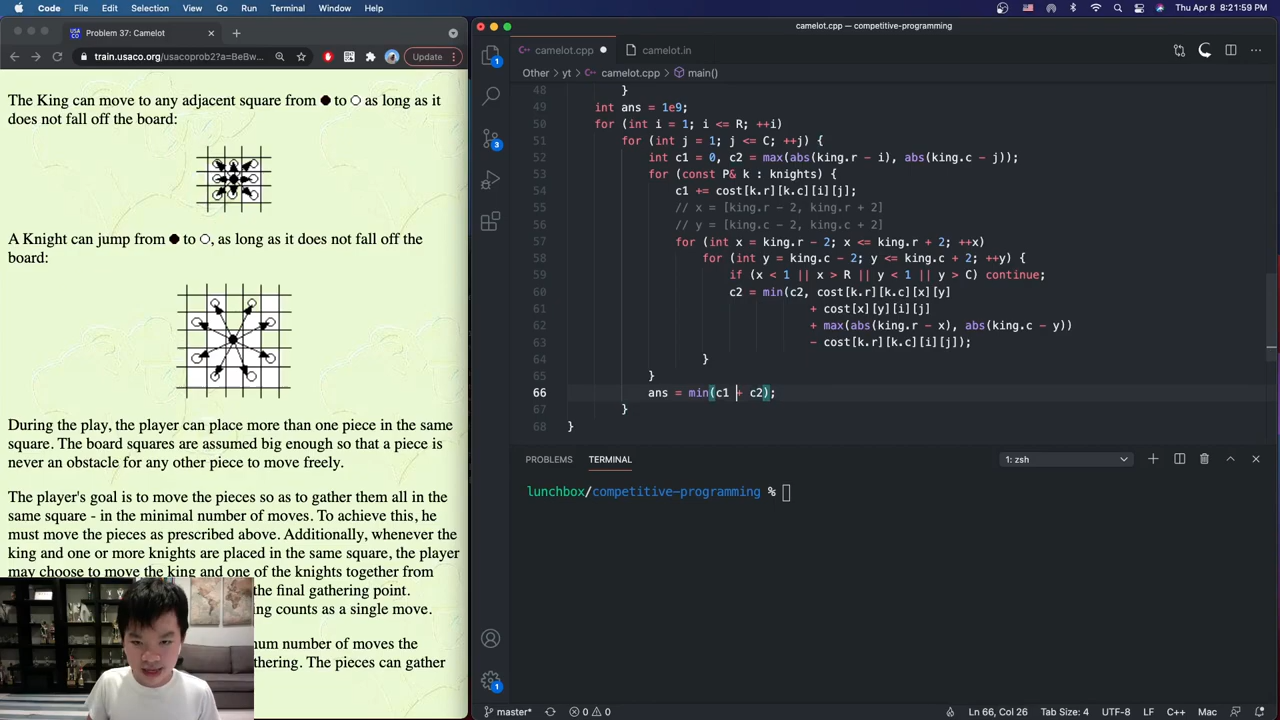 Code File Edit Selection View Go Run Terminal Window Help
Thu Apr 8 8:21:59 PM
Problem 37: Camelot
train.usaco.org/usacoprob2?a=BeBw...
Update
The King can move to any adjacent square from to as long as it
does not fall off the board:
A Knight can jump from to , as long as it does not fall off the
board:
During the play, the player can place more than one piece in the same
square. The board squares are assumed big enough so that a piece is
never an obstacle for any other piece to move freely.
The player's goal is to move the pieces so as to gather them all in the
same square - in the minimal number of moves. To achieve this, he
must move the pieces as prescribed above. Additionally, whenever the
king and one or more knights are placed in the same square, the player
may choose to move the king and one of the knights together from
the final gathering point.
ing counts as a single move.
num number of moves the
thering. The pieces can gather
camelot.cpp — competitive-programming
camelot.cpp camelot.in
Other > yt > camelot.cpp > main()
48 }
49 int ans = 1e9;
50 for (int i = 1; i <= R; ++i)
51 for (int j = 1; j <= C; ++j) {
52 int c1 = 0, c2 = max(abs(king.r - i), abs(king.c - j));
53 for (const P& k : knights) {
54 c1 += cost[k.r][k.c][i][j];
55 // x = [king.r - 2, king.r + 2]
56 // y = [king.c - 2, king.c + 2]
57 for (int x = king.r - 2; x <= king.r + 2; ++x)
58 for (int y = king.c - 2; y <= king.c + 2; ++y) {
59 if (x < 1 || x > R || y < 1 || y > C) continue;
60 c2 = min(c2, cost[k.r][k.c][x][y]
61 + cost[x][y][i][j]
62 + max(abs(king.r - x), abs(king.c - y))
63 - cost[k.r][k.c][i][j]);
64 }
65 }
66 ans = min(c1 + c2);
67 }
68 }
PROBLEMS TERMINAL
1: zsh
lunchbox/competitive-programming %
1
3
1
master* 0 0
Ln 66, Col 26 Tab Size: 4 UTF-8 LF C++ Mac